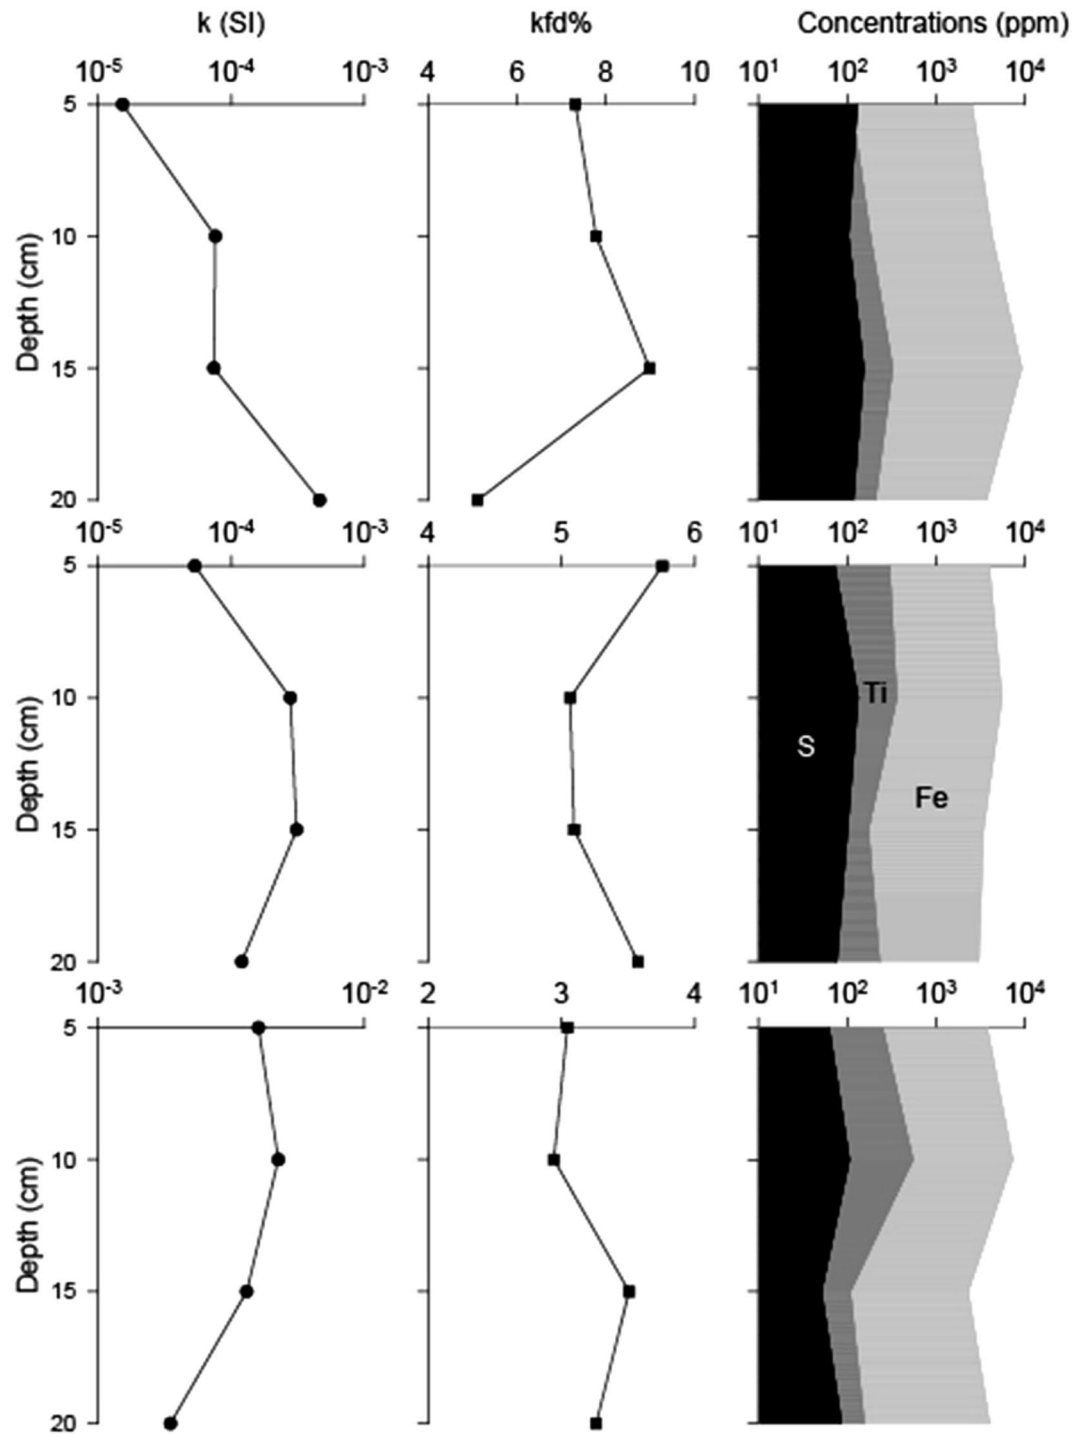 k (SI) kfd% Concentrations (ppm)
10⁻⁵ 10⁻⁴ 10⁻³ 4 6 8 10 10¹ 10² 10³ 10⁴
5
10
15
20
Depth (cm)
10⁻⁵ 10⁻⁴ 10⁻³ 4 5 6 10¹ 10² 10³ 10⁴
5
10
15
20
Depth (cm)
Ti
S
Fe
10⁻³ 10⁻² 2 3 4 10¹ 10² 10³ 10⁴
5
10
15
20
Depth (cm)